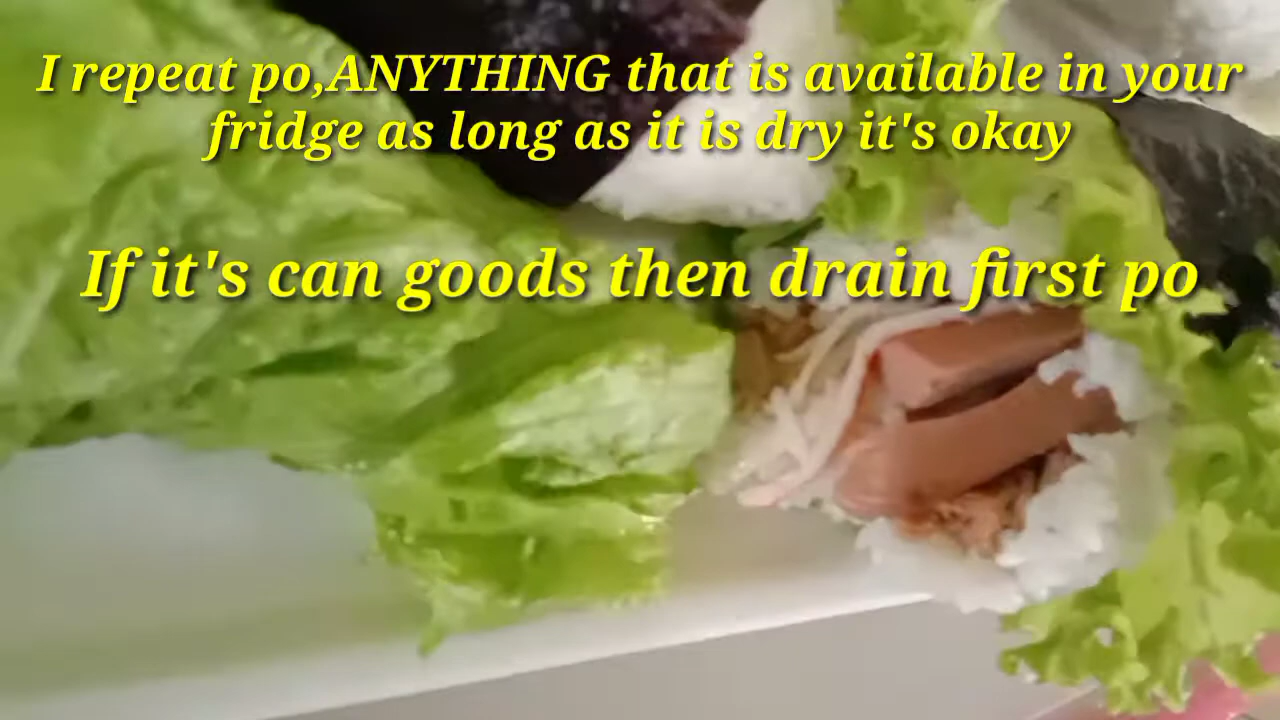 I repeat po,ANYTHING that is available in your
fridge as long as it is dry it's okay
If it's can goods then drain first po